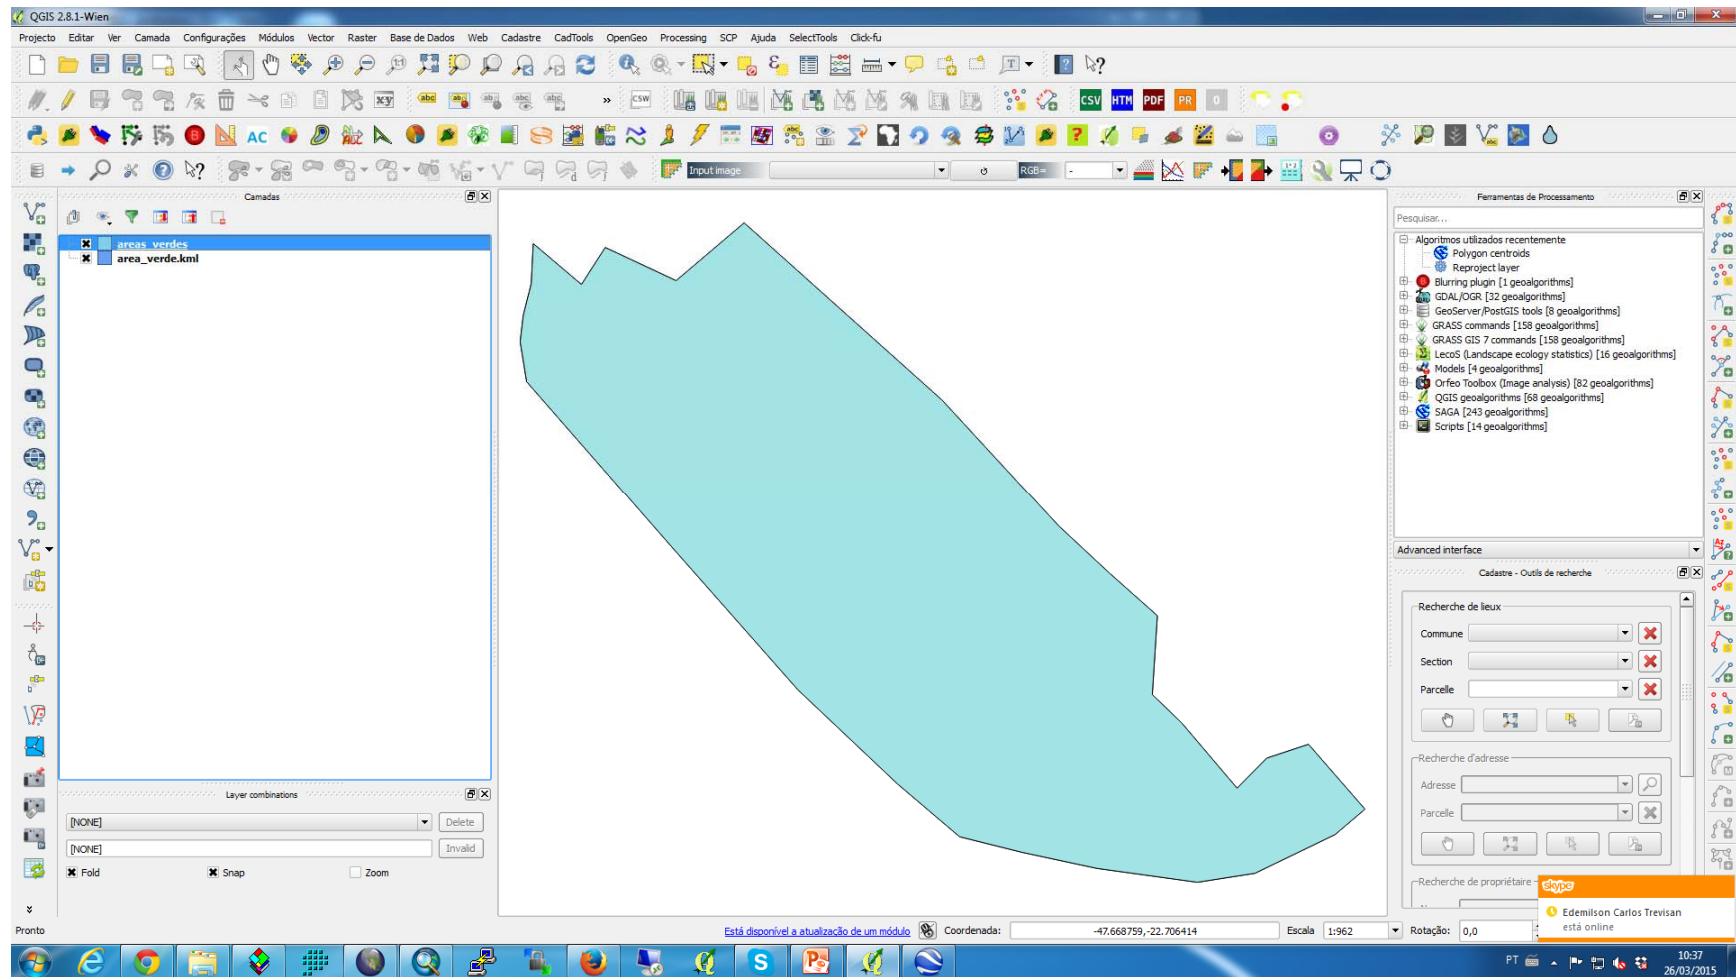 QGIS 2.8.1-Wien
Projecto Editar Ver Camada Configurações Módulos Vector Raster Base de Dados Web Cadastre CadTools OpenGeo Processing SCP Ajuda SelectTools Click-fu
CSW CSV HTM PDF PR 0
AC
Input image RGB= -
Camadas
areas_verdes
area_verde.kml
Layer combinations
[NONE] Delete
[NONE] Invalid
Fold Snap Zoom
Ferramentas de Processamento
Pesquisar...
Algoritmos utilizados recentemente
Polygon centroids
Reproject layer
Blurring plugin [1 geoalgorithms]
GDAL/OGR [32 geoalgorithms]
GeoServer/PostGIS tools [8 geoalgorithms]
GRASS commands [158 geoalgorithms]
GRASS GIS 7 commands [158 geoalgorithms]
LecoS (Landscape ecology statistics) [16 geoalgorithms]
Models [4 geoalgorithms]
Orfeo Toolbox (Image analysis) [82 geoalgorithms]
QGIS geoalgorithms [68 geoalgorithms]
SAGA [243 geoalgorithms]
Scripts [14 geoalgorithms]
Advanced interface
Cadastre - Outils de recherche
Recherche de lieux
Commune
Section
Parcelle
Recherche d'adresse
Adresse
Parcelle
Recherche de propriétaire
skype
Edemilson Carlos Trevisan
está online
Pronto Está disponível a atualização de um módulo Coordenada: -47.668759,-22.706414 Escala 1:962 Rotação: 0,0
PT 10:37
26/03/2015